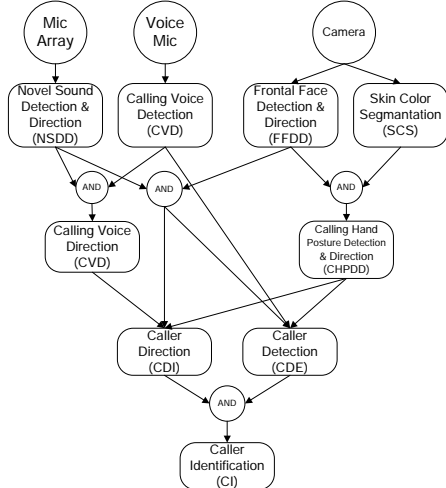 Mic
Array
Voice
Mic
Camera
Novel Sound
Detection &
Direction
(NSDD)
Calling Voice
Detection
(CVD)
Frontal Face
Detection &
Direction
(FFDD)
Skin Color
Segmantation
(SCS)
AND
AND
AND
Calling Voice
Direction
(CVD)
Calling Hand
Posture Detection
& Direction
(CHPDD)
Caller
Direction
(CDI)
Caller
Detection
(CDE)
AND
Caller
Identification
(CI)